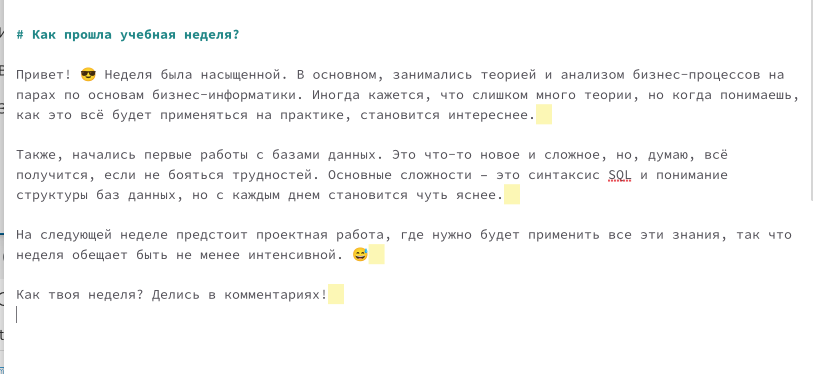 # Как прошла учебная неделя?
Привет! 😎 Неделя была насыщенной. В основном, занимались теорией и анализом бизнес-процессов на
парах по основам бизнес-информатики. Иногда кажется, что слишком много теории, но когда понимаешь,
как это всё будет применяться на практике, становится интереснее.
Также, начались первые работы с базами данных. Это что-то новое и сложное, но, думаю, всё
получится, если не бояться трудностей. Основные сложности – это синтаксис SQL и понимание
структуры баз данных, но с каждым днем становится чуть яснее.
На следующей неделе предстоит проектная работа, где нужно будет применить все эти знания, так что
неделя обещает быть не менее интенсивной. 😅
Как твоя неделя? Делись в комментариях!